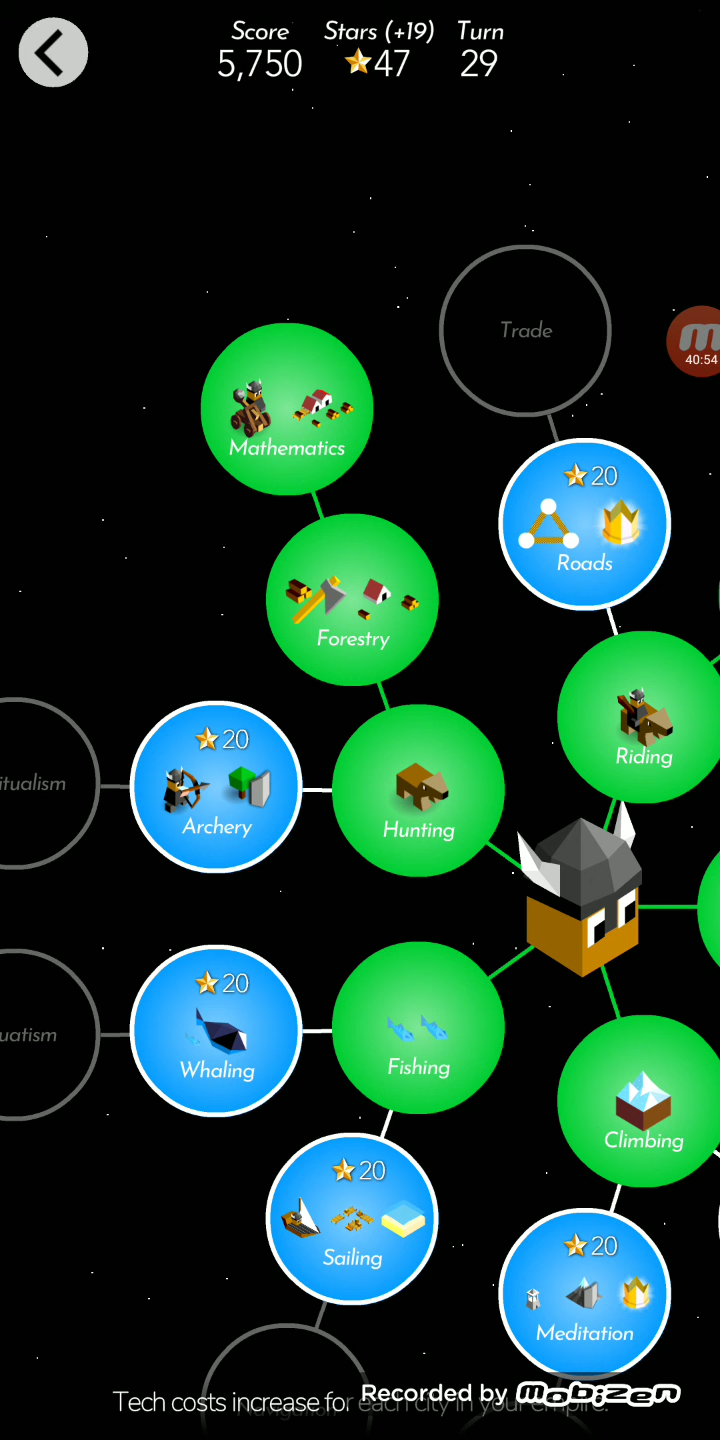 Score
Stars (+19)
Turn
5,750
47
29
Trade
40:54
Mathematics
20
Roads
Forestry
Riding
20
Archery
Hunting
itualism
20
Whaling
Fishing
uatism
Climbing
20
Sailing
20
Meditation
Navigation
Tech costs increase for each city in your empire.
Recorded by mobizen